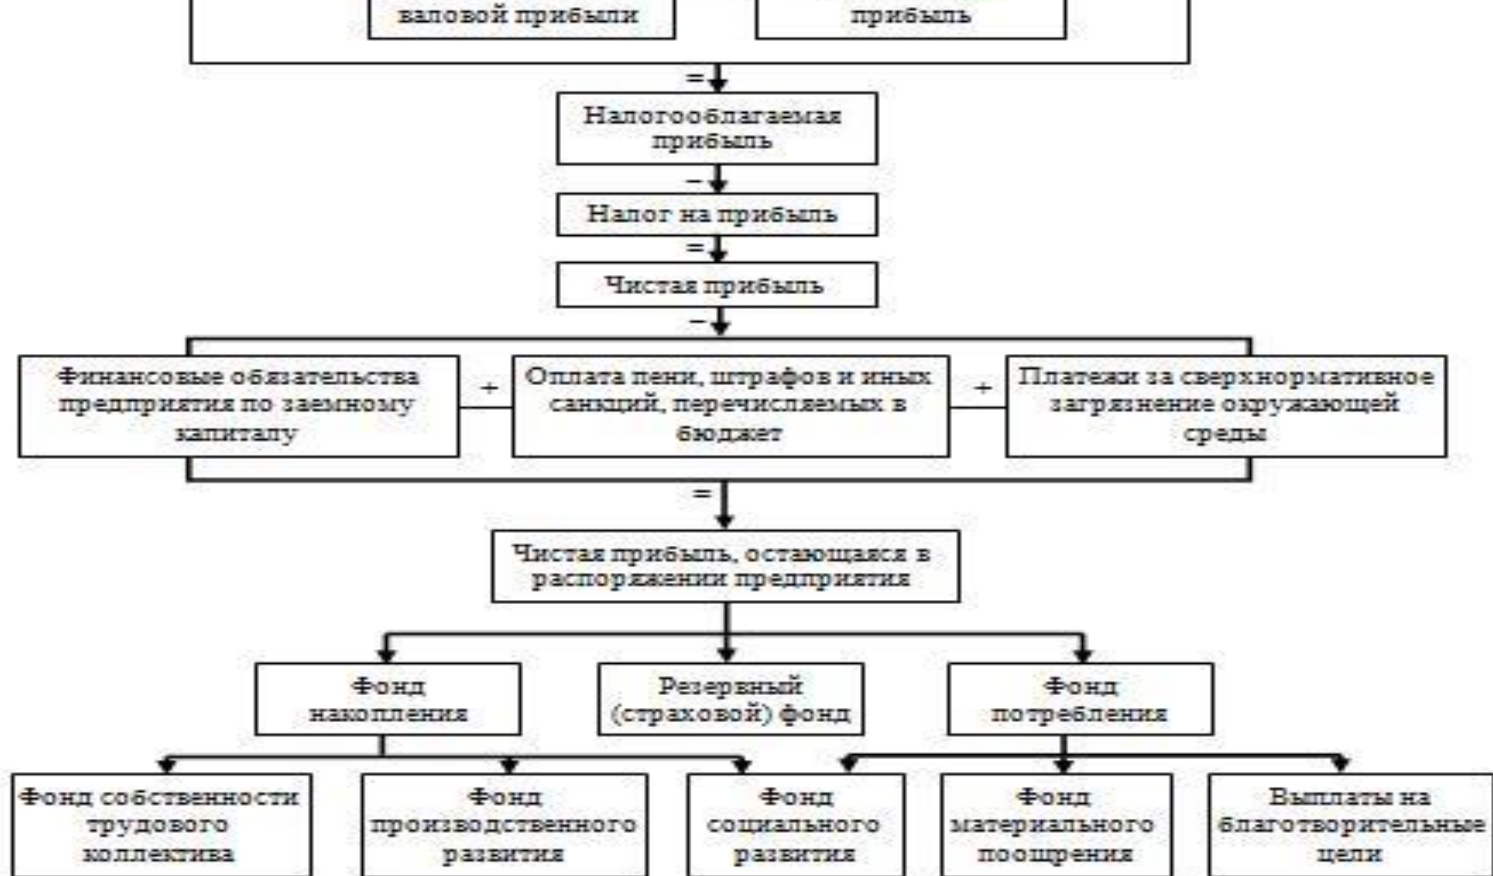 валовой прибыли
прибыль
=
Налогооблагаемая
прибыль
–
Налог на прибыль
=
Чистая прибыль
–
Финансовые обязательства
предприятия по заемному
капиталу
+
Оплата пени, штрафов и иных
санкций, перечисляемых в
бюджет
+
Платежи за сверхнормативное
загрязнение окружающей
среды
=
Чистая прибыль, остающаяся в
распоряжении предприятия
Фонд
накопления
Резервный
(страховой) фонд
Фонд
потребления
Фонд собственности
трудового
коллектива
Фонд
производственного
развития
Фонд
социального
развития
Фонд
материального
поощрения
Выплаты на
благотворительные
цели